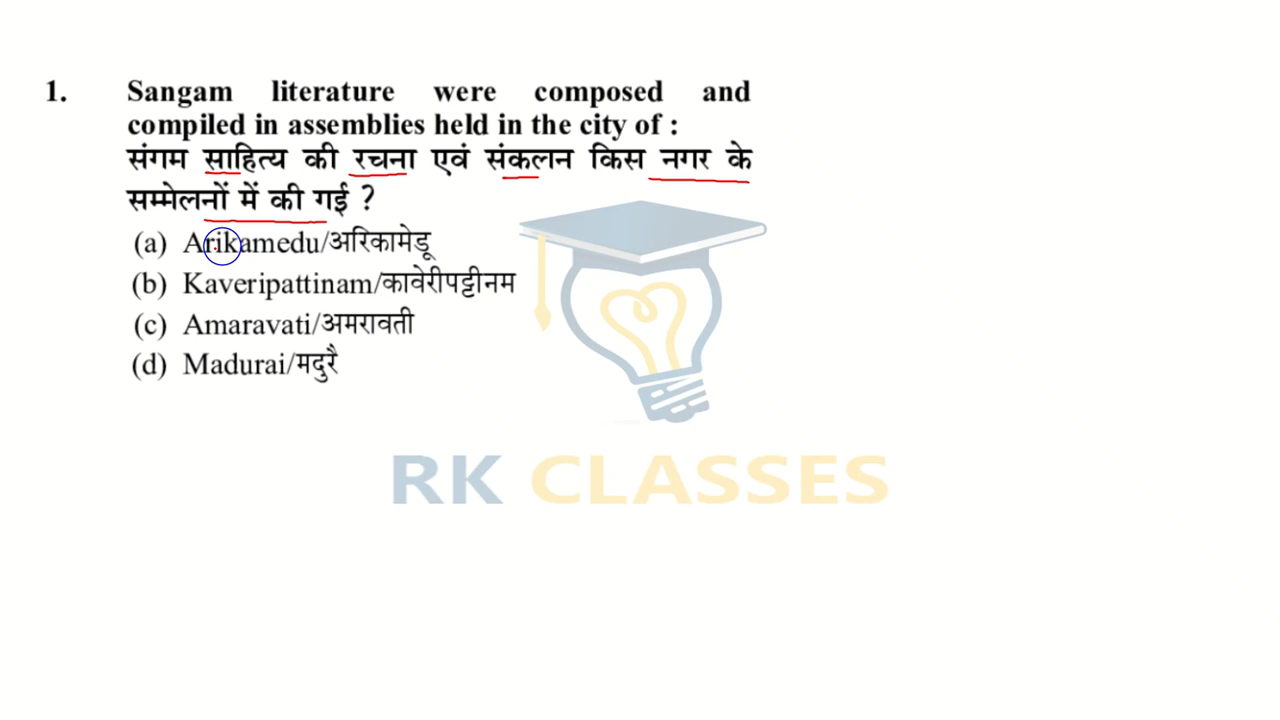 1. Sangam literature were composed and
compiled in assemblies held in the city of :
संगम साहित्य की रचना एवं संकलन किस नगर के
सम्मेलनों में की गई ?
(a) Arikamedu/अरिकामेडू
(b) Kaveripattinam/कावेरीपट्टीनम
(c) Amaravati/अमरावती
(d) Madurai/मदुरै
RK CLASSES